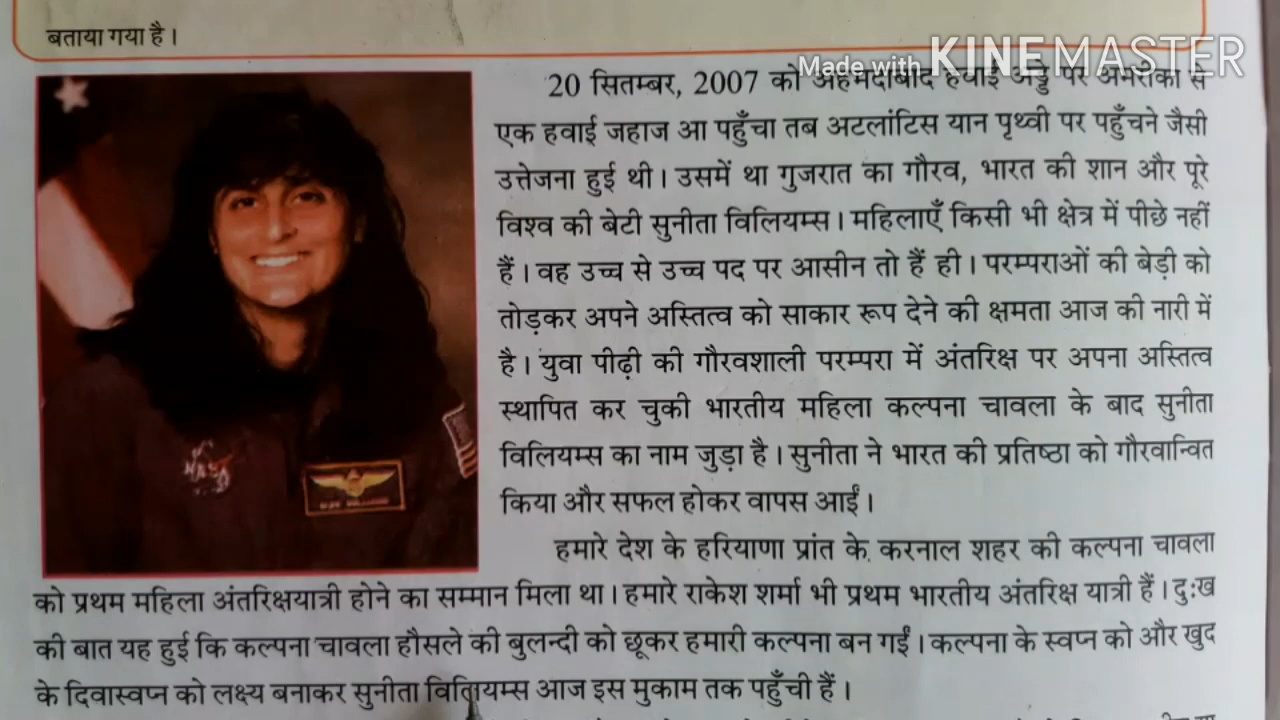 बताया गया है।
Made with KINEMASTER
20 सितम्बर, 2007 को अहमदाबाद हवाई अड्डे पर अमरीका से
एक हवाई जहाज आ पहुँचा तब अटलांटिस यान पृथ्वी पर पहुँचने जैसी
उत्तेजना हुई थी। उसमें था गुजरात का गौरव, भारत की शान और पूरे
विश्व की बेटी सुनीता विलियम्स। महिलाएँ किसी भी क्षेत्र में पीछे नहीं
हैं। वह उच्च से उच्च पद पर आसीन तो हैं ही। परम्पराओं की बेड़ी को
तोड़कर अपने अस्तित्व को साकार रूप देने की क्षमता आज की नारी में
है। युवा पीढ़ी की गौरवशाली परम्परा में अंतरिक्ष पर अपना अस्तित्व
स्थापित कर चुकी भारतीय महिला कल्पना चावला के बाद सुनीता
विलियम्स का नाम जुड़ा है। सुनीता ने भारत की प्रतिष्ठा को गौरवान्वित
किया और सफल होकर वापस आईं।
NASA
हमारे देश के हरियाणा प्रांत के करनाल शहर की कल्पना चावला
को प्रथम महिला अंतरिक्षयात्री होने का सम्मान मिला था। हमारे राकेश शर्मा भी प्रथम भारतीय अंतरिक्ष यात्री हैं। दुःख
की बात यह हुई कि कल्पना चावला हौसले की बुलन्दी को छूकर हमारी कल्पना बन गईं। कल्पना के स्वप्न को और खुद
के दिवास्वप्न को लक्ष्य बनाकर सुनीता विलियम्स आज इस मुकाम तक पहुँची हैं।